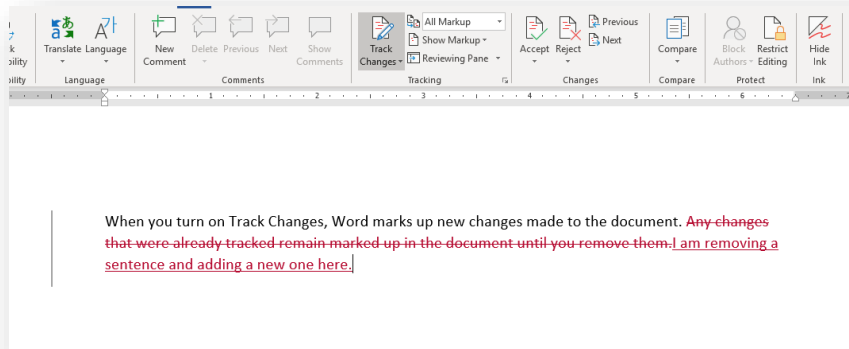 Translate Language
New Comment
Delete Previous Next
Show Comments
Track Changes
All Markup
Show Markup
Reviewing Pane
Accept Reject
Previous
Next
Compare
Block Authors
Restrict Editing
Hide Ink
bility
Language
Comments
Tracking
Changes
Compare
Protect
Ink
1 2 3 4 5 6
When you turn on Track Changes, Word marks up new changes made to the document. Any changes
that were already tracked remain marked up in the document until you remove them.I am removing a
sentence and adding a new one here.